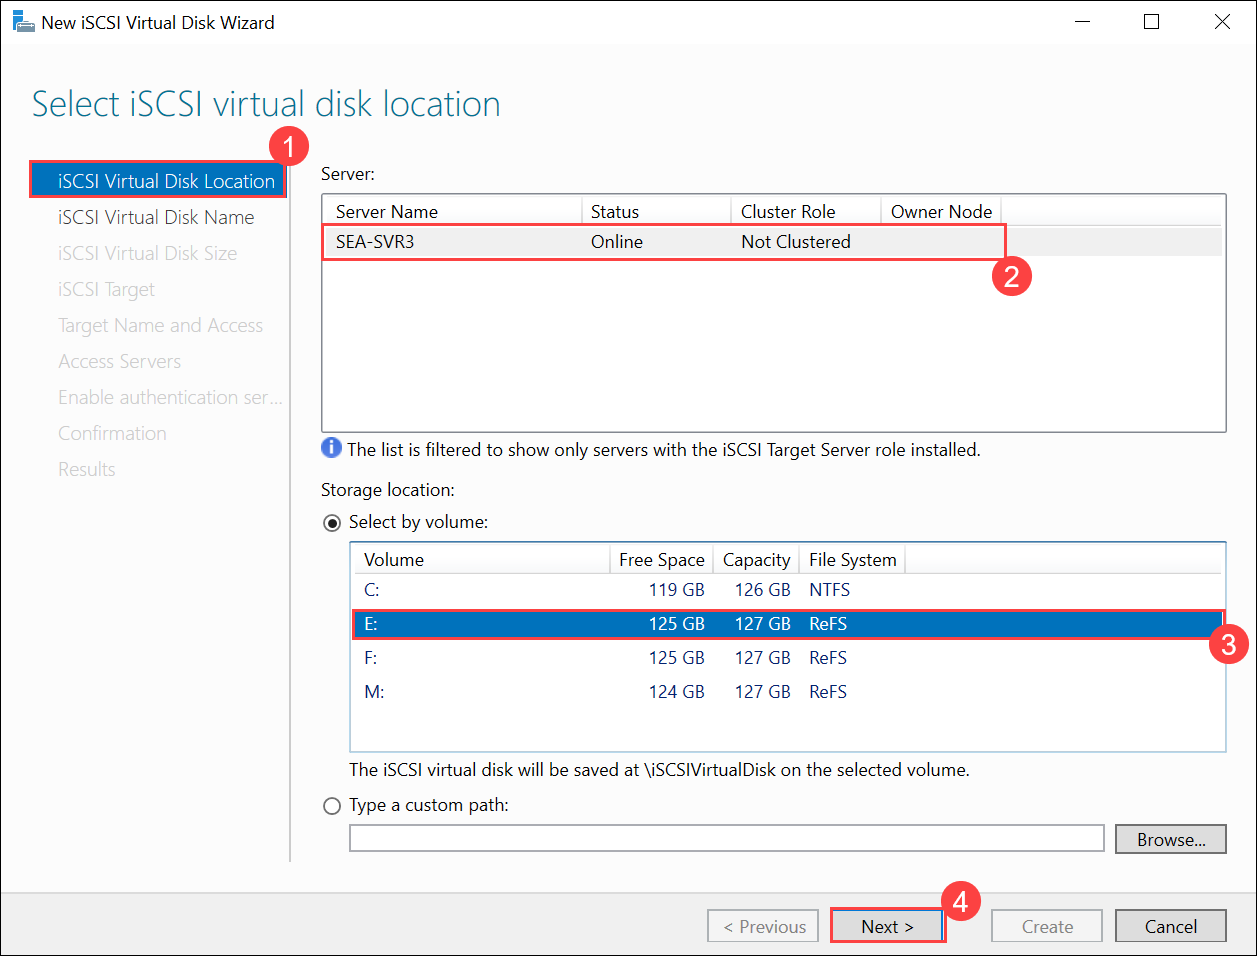 New iSCSI Virtual Disk Wizard
Select iSCSI virtual disk location
1
iSCSI Virtual Disk Location
iSCSI Virtual Disk Name
iSCSI Virtual Disk Size
iSCSI Target
Target Name and Access
Access Servers
Enable authentication ser...
Confirmation
Results
Server:
Server Name Status Cluster Role Owner Node
SEA-SVR3 Online Not Clustered
2
The list is filtered to show only servers with the iSCSI Target Server role installed.
Storage location:
Select by volume:
Volume Free Space Capacity File System
C: 119 GB 126 GB NTFS
E: 125 GB 127 GB ReFS
3
F: 125 GB 127 GB ReFS
M: 124 GB 127 GB ReFS
The iSCSI virtual disk will be saved at \iSCSIVirtualDisk on the selected volume.
Type a custom path:
Browse...
4
< Previous Next > Create Cancel